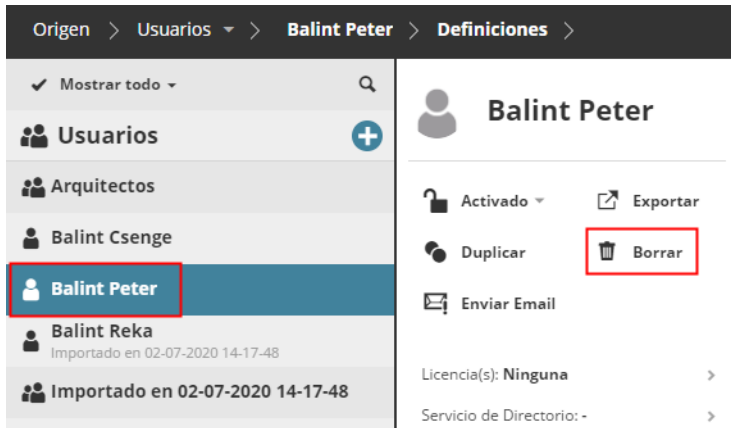 Origen > Usuarios > Balint Peter > Definiciones >
Mostrar todo
Usuarios
Arquitectos
Balint Csenge
Balint Peter
Balint Reka
Importado en 02-07-2020 14-17-48
Importado en 02-07-2020 14-17-48
Balint Peter
Activado
Exportar
Duplicar
Borrar
Enviar Email
Licencia(s): Ninguna >
Servicio de Directorio: - >